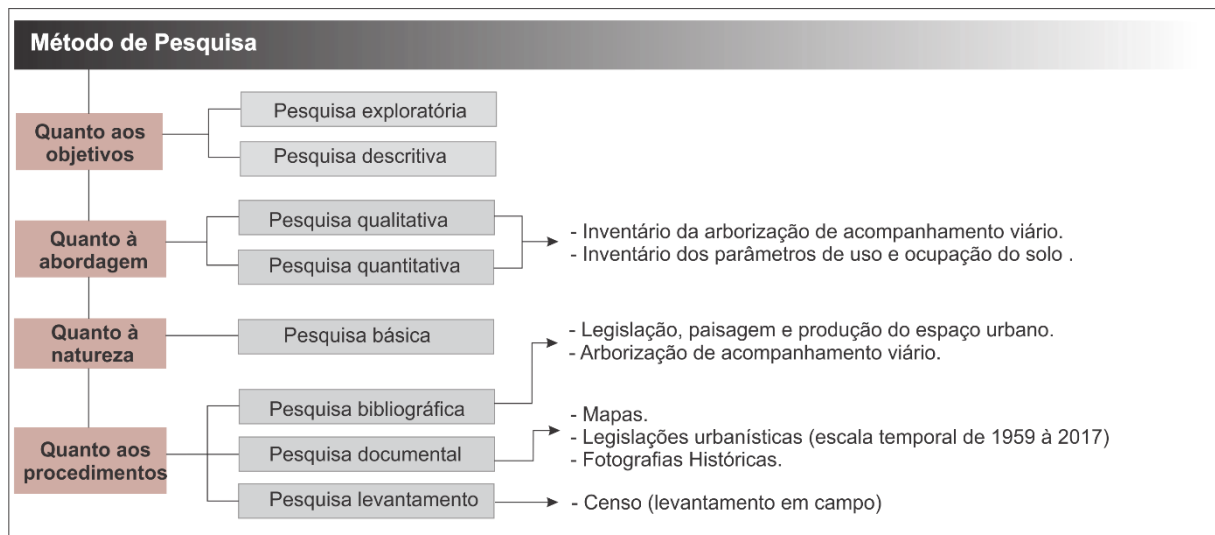 Método de Pesquisa
Quanto aos
objetivos
Pesquisa exploratória
Pesquisa descritiva
Quanto à
abordagem
Pesquisa qualitativa
Pesquisa quantitativa
- Inventário da arborização de acompanhamento viário.
- Inventário dos parâmetros de uso e ocupação do solo .
Quanto à
natureza
Pesquisa básica
- Legislação, paisagem e produção do espaço urbano.
- Arborização de acompanhamento viário.
Quanto aos
procedimentos
Pesquisa bibliográfica
Pesquisa documental
Pesquisa levantamento
- Mapas.
- Legislações urbanísticas (escala temporal de 1959 à 2017)
- Fotografias Históricas.
- Censo (levantamento em campo)